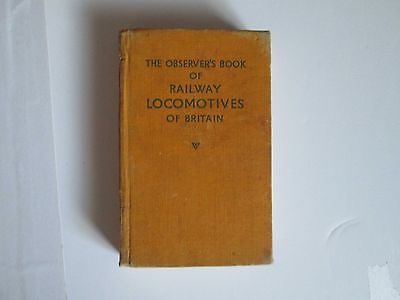 THE OBSERVER'S BOOK
OF
RAILWAY
LOCOMOTIVES
OF BRITAIN